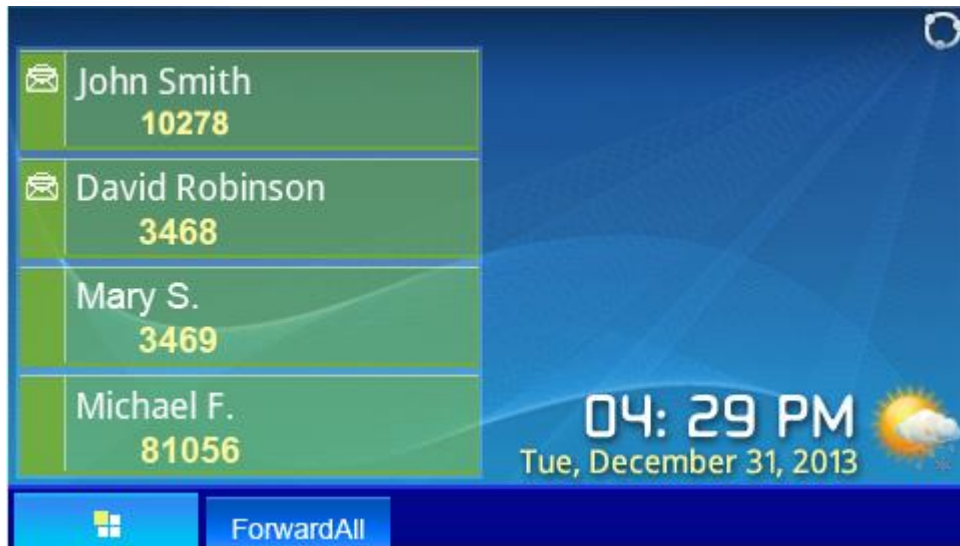 John Smith
10278
David Robinson
3468
Mary S.
3469
Michael F.
81056
04: 29 PM
Tue, December 31, 2013
ForwardAll